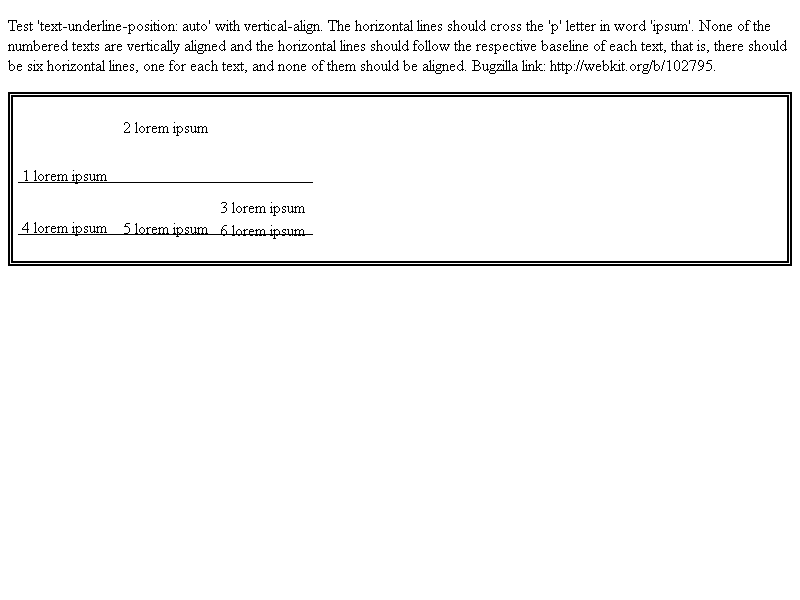 Test 'text-underline-position: auto' with vertical-align. The horizontal lines should cross the 'p' letter in word 'ipsum'. None of the
numbered texts are vertically aligned and the horizontal lines should follow the respective baseline of each text, that is, there should
be six horizontal lines, one for each text, and none of them should be aligned. Bugzilla link: http://webkit.org/b/102795.
2 lorem ipsum
1 lorem ipsum
3 lorem ipsum
4 lorem ipsum 5 lorem ipsum 6 lorem ipsum